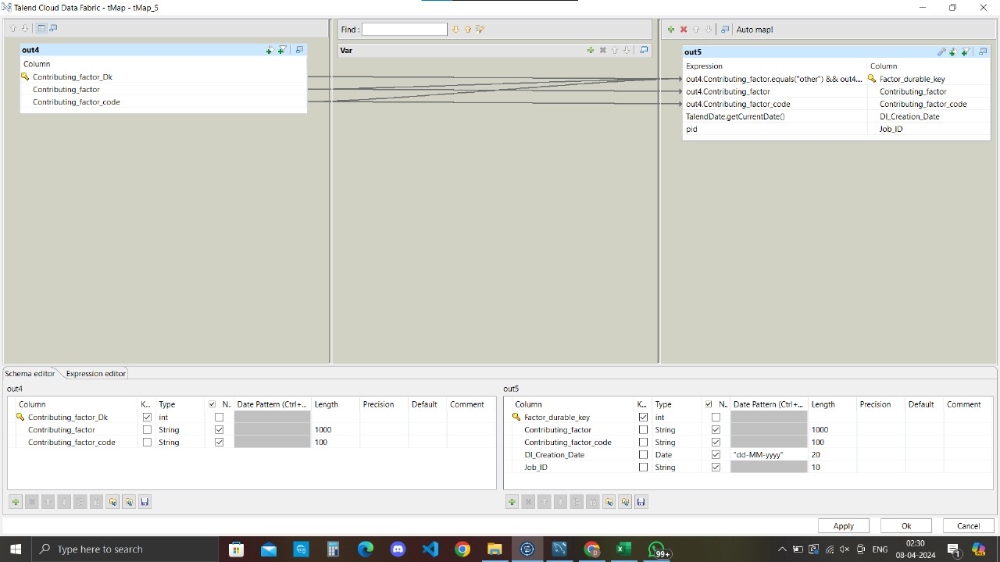 Talend Cloud Data Fabric - tMap - tMap_5
Find :
Auto map!
out4
Column
Contributing_factor_Dk
Contributing_factor
Contributing_factor_code
Var
out5
Expression Column
out4.Contributing_factor.equals("other") && out4.... Factor_durable_key
out4.Contributing_factor Contributing_factor
out4.Contributing_factor_code Contributing_factor_code
TalendDate.getCurrentDate() DI_Creation_Date
pid Job_ID
Schema editor Expression editor
out4
Column K... Type N.. Date Pattern (Ctrl+... Length Precision Default Comment
Contributing_factor_Dk int
Contributing_factor String 1000
Contributing_factor_code String 100
out5
Column K... Type N.. Date Pattern (Ctrl+... Length Precision Default Comment
Factor_durable_key int
Contributing_factor String 1000
Contributing_factor_code String 100
DI_Creation_Date Date "dd-MM-yyyy" 20
Job_ID String 10
Apply Ok Cancel
Type here to search
99+
ENG
02:30
08-04-2024
1